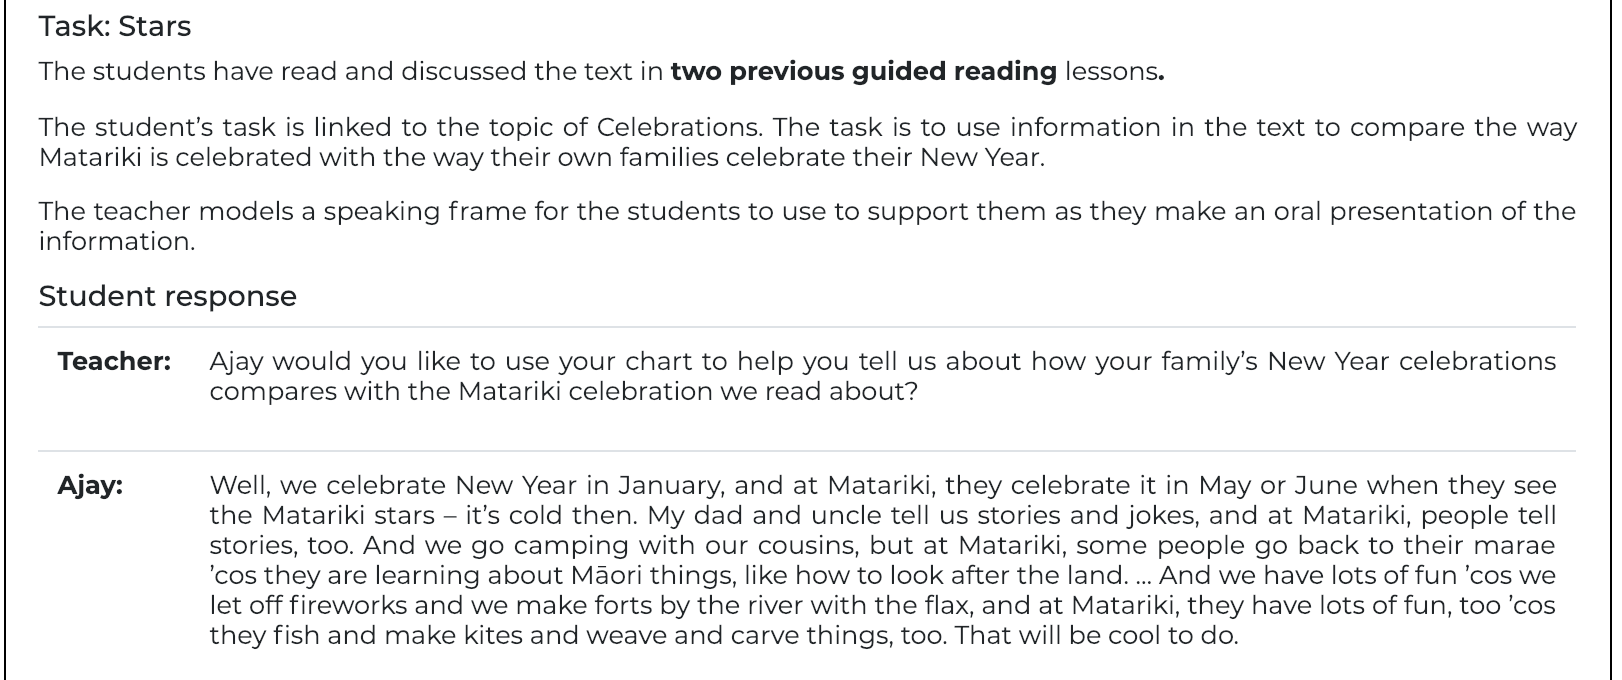 Task: Stars
The students have read and discussed the text in two previous guided reading lessons.
The student’s task is linked to the topic of Celebrations. The task is to use information in the text to compare the way
Matariki is celebrated with the way their own families celebrate their New Year.
The teacher models a speaking frame for the students to use to support them as they make an oral presentation of the
information.
Student response
Teacher: Ajay would you like to use your chart to help you tell us about how your family’s New Year celebrations
compares with the Matariki celebration we read about?
Ajay: Well, we celebrate New Year in January, and at Matariki, they celebrate it in May or June when they see
the Matariki stars – it’s cold then. My dad and uncle tell us stories and jokes, and at Matariki, people tell
stories, too. And we go camping with our cousins, but at Matariki, some people go back to their marae
’cos they are learning about Māori things, like how to look after the land. ... And we have lots of fun ’cos we
let off fireworks and we make forts by the river with the flax, and at Matariki, they have lots of fun, too ’cos
they fish and make kites and weave and carve things, too. That will be cool to do.